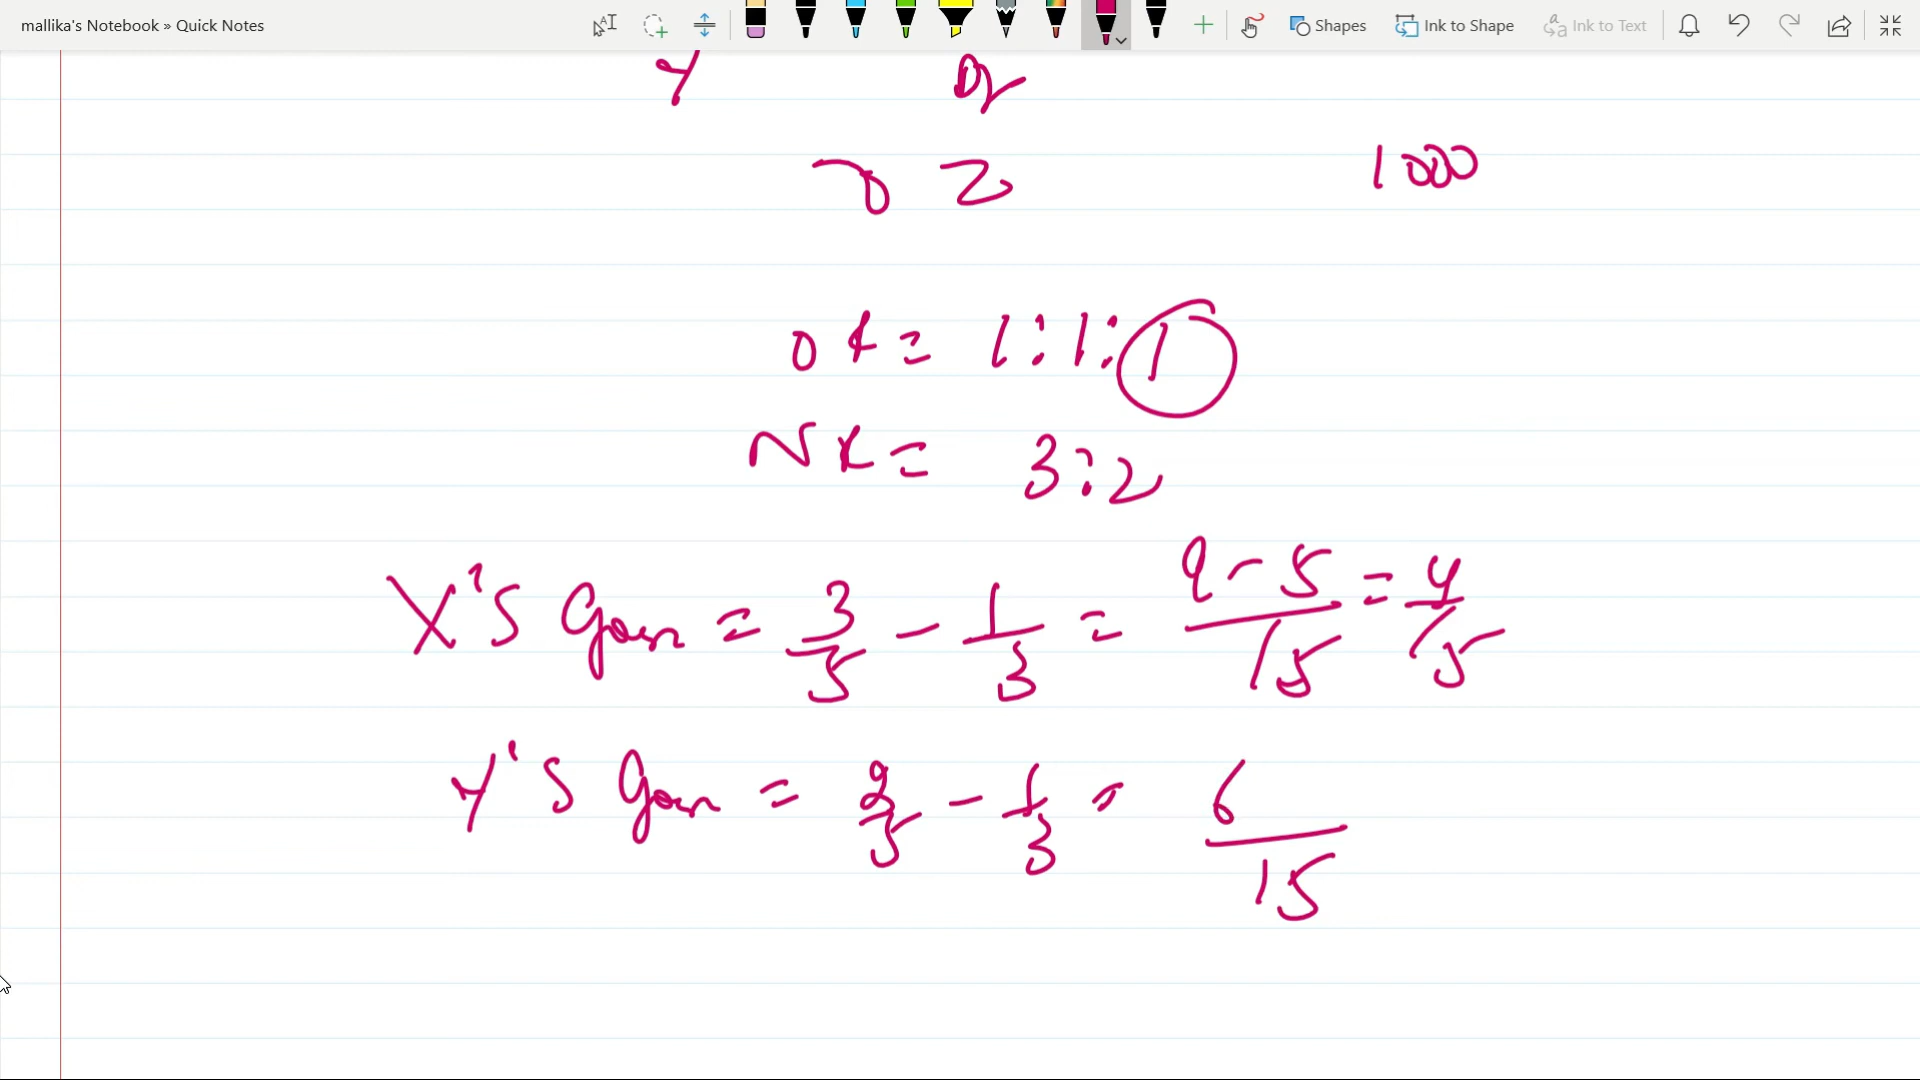 mallika's Notebook » Quick Notes Shapes Ink to Shape Ink to Text
Y Dr
To Z 1000
OR = 1:1:1
NR = 3:2
X's Gain = 3/5 - 1/3 = 9-5/15 = 4/15
Y's Gain = 2/5 - 1/3 = 6/15